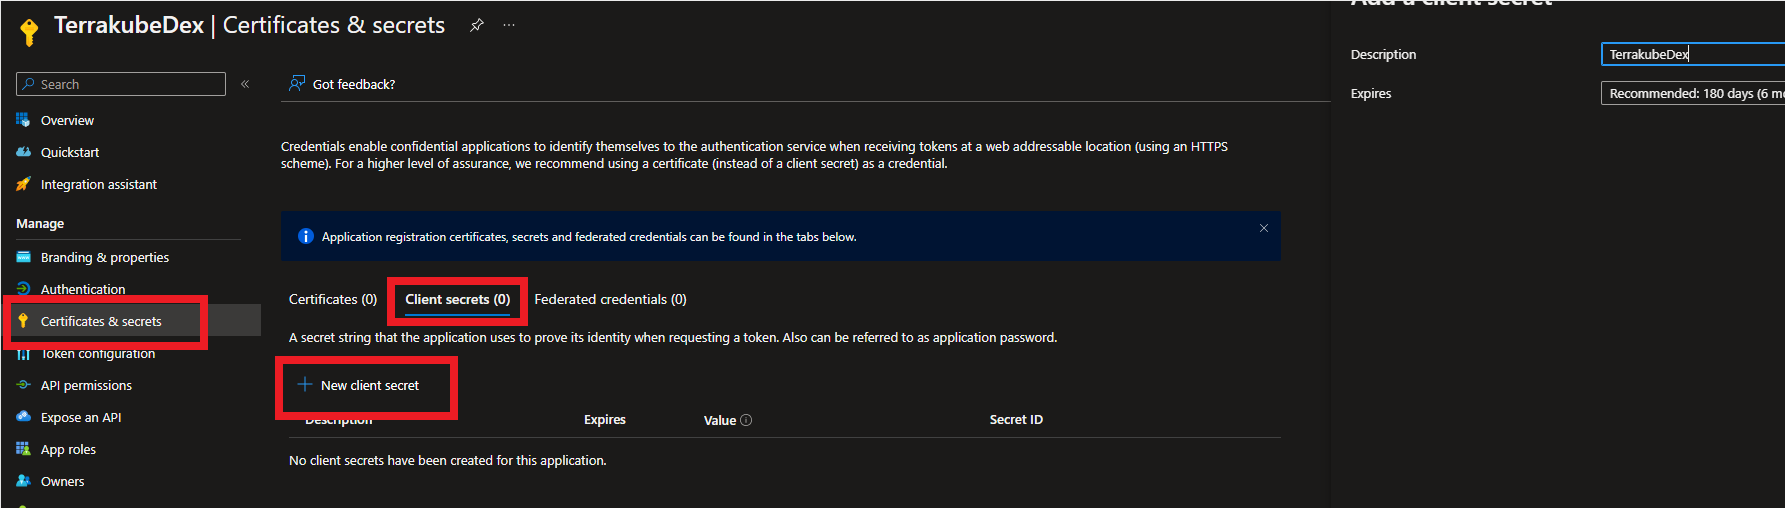 TerrakubeDex | Certificates & secrets
Search
Overview
Quickstart
Integration assistant
Manage
Branding & properties
Authentication
Certificates & secrets
Token configuration
API permissions
Expose an API
App roles
Owners
Got feedback?
Credentials enable confidential applications to identify themselves to the authentication service when receiving tokens at a web addressable location (using an HTTPS
scheme). For a higher level of assurance, we recommend using a certificate (instead of a client secret) as a credential.
Application registration certificates, secrets and federated credentials can be found in the tabs below.
Certificates (0) Client secrets (0) Federated credentials (0)
A secret string that the application uses to prove its identity when requesting a token. Also can be referred to as application password.
New client secret
Description Expires Value Secret ID
No client secrets have been created for this application.
Add a client secret
Description TerrakubeDex
Expires Recommended: 180 days (6 mo